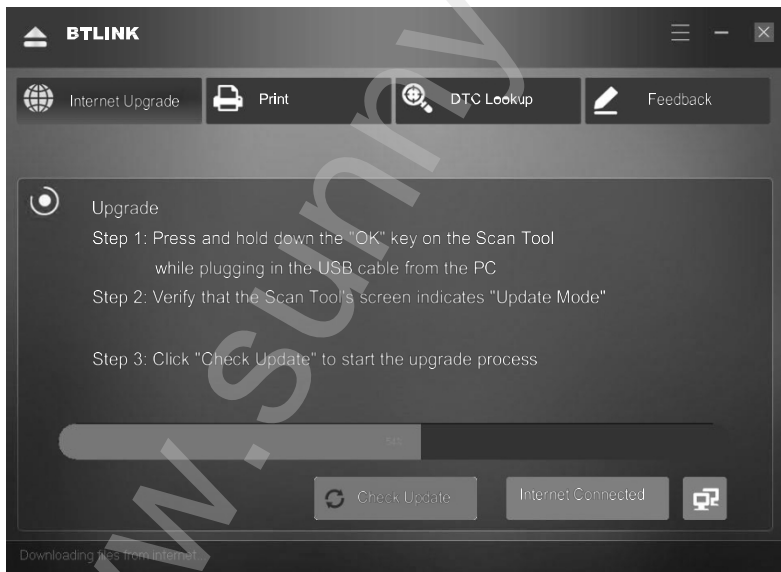 BTLINK
Internet Upgrade
Print
DTC Lookup
Feedback
Upgrade
Step 1: Press and hold down the "OK" key on the Scan Tool
while plugging in the USB cable from the PC
Step 2: Verify that the Scan Tool's screen indicates "Update Mode"
Step 3: Click "Check Update" to start the upgrade process
Check Update
Internet Connected
Downloading files from internet...
w.sunny